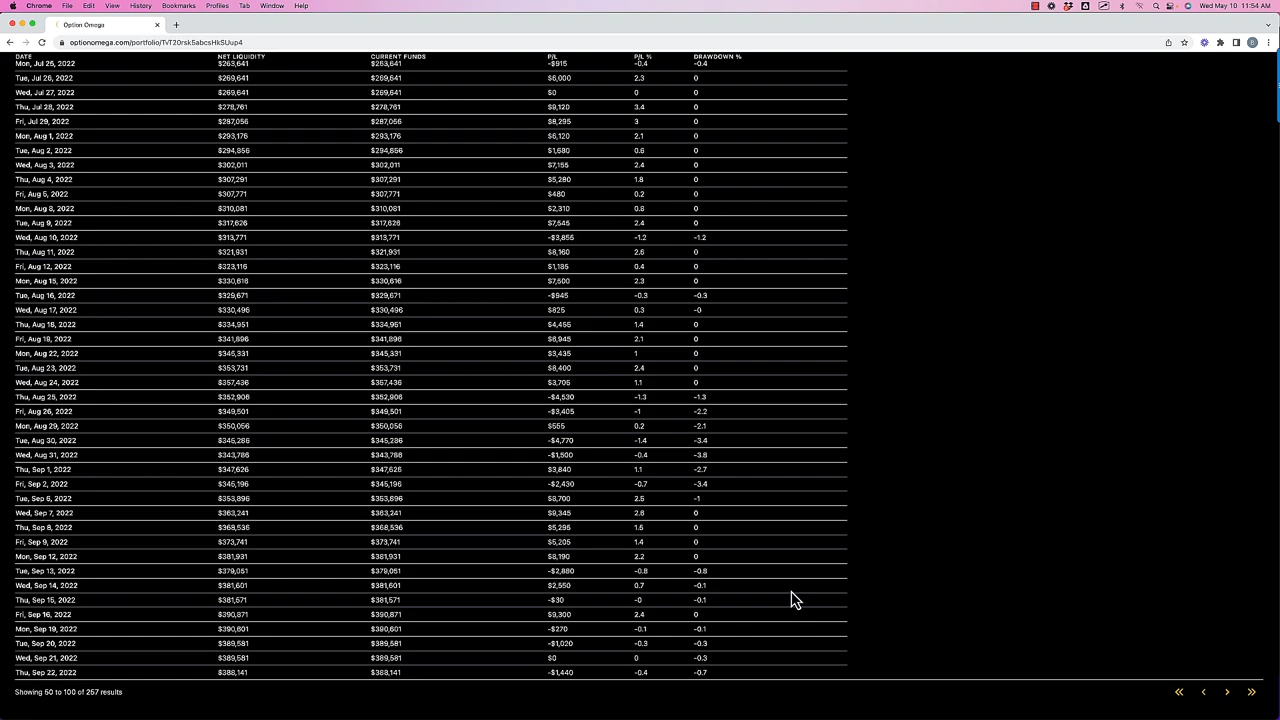 Chrome File Edit View History Bookmarks Profiles Tab Window Help Wed May 10 11:54 AM
Option Omega
optionomega.com/portfolio/TvT20rsk5abcsHkSUup4
DATE NET LIQUIDITY CURRENT FUNDS P/L P/L % DRAWDOWN %
Mon, Jul 25, 2022 $263,641 $263,641 -$915 -0.4 -0.4
Tue, Jul 26, 2022 $269,641 $269,641 $6,000 2.3 0
Wed, Jul 27, 2022 $269,641 $269,641 $0 0 0
Thu, Jul 28, 2022 $278,761 $278,761 $9,120 3.4 0
Fri, Jul 29, 2022 $287,056 $287,056 $8,295 3 0
Mon, Aug 1, 2022 $293,176 $293,176 $6,120 2.1 0
Tue, Aug 2, 2022 $294,856 $294,856 $1,680 0.6 0
Wed, Aug 3, 2022 $302,011 $302,011 $7,155 2.4 0
Thu, Aug 4, 2022 $307,291 $307,291 $5,280 1.8 0
Fri, Aug 5, 2022 $307,771 $307,771 $480 0.2 0
Mon, Aug 8, 2022 $310,081 $310,081 $2,310 0.8 0
Tue, Aug 9, 2022 $317,626 $317,626 $7,545 2.4 0
Wed, Aug 10, 2022 $313,771 $313,771 -$3,855 -1.2 -1.2
Thu, Aug 11, 2022 $321,931 $321,931 $8,160 2.6 0
Fri, Aug 12, 2022 $323,116 $323,116 $1,185 0.4 0
Mon, Aug 15, 2022 $330,616 $330,616 $7,500 2.3 0
Tue, Aug 16, 2022 $329,671 $329,671 -$945 -0.3 -0.3
Wed, Aug 17, 2022 $330,496 $330,496 $825 0.3 -0
Thu, Aug 18, 2022 $334,951 $334,951 $4,455 1.4 0
Fri, Aug 19, 2022 $341,896 $341,896 $6,945 2.1 0
Mon, Aug 22, 2022 $345,331 $345,331 $3,435 1 0
Tue, Aug 23, 2022 $353,731 $353,731 $8,400 2.4 0
Wed, Aug 24, 2022 $357,436 $357,436 $3,705 1.1 0
Thu, Aug 25, 2022 $352,906 $352,906 -$4,530 -1.3 -1.3
Fri, Aug 26, 2022 $349,501 $349,501 -$3,405 -1 -2.2
Mon, Aug 29, 2022 $350,056 $350,056 $555 0.2 -2.1
Tue, Aug 30, 2022 $345,286 $345,286 -$4,770 -1.4 -3.4
Wed, Aug 31, 2022 $343,786 $343,786 -$1,500 -0.4 -3.8
Thu, Sep 1, 2022 $347,626 $347,626 $3,840 1.1 -2.7
Fri, Sep 2, 2022 $345,196 $345,196 -$2,430 -0.7 -3.4
Tue, Sep 6, 2022 $353,896 $353,896 $8,700 2.5 -1
Wed, Sep 7, 2022 $363,241 $363,241 $9,345 2.6 0
Thu, Sep 8, 2022 $368,536 $368,536 $5,295 1.5 0
Fri, Sep 9, 2022 $373,741 $373,741 $5,205 1.4 0
Mon, Sep 12, 2022 $381,931 $381,931 $8,190 2.2 0
Tue, Sep 13, 2022 $379,051 $379,051 -$2,880 -0.8 -0.8
Wed, Sep 14, 2022 $381,601 $381,601 $2,550 0.7 -0.1
Thu, Sep 15, 2022 $381,571 $381,571 -$30 -0 -0.1
Fri, Sep 16, 2022 $390,871 $390,871 $9,300 2.4 0
Mon, Sep 19, 2022 $390,601 $390,601 -$270 -0.1 -0.1
Tue, Sep 20, 2022 $389,581 $389,581 -$1,020 -0.3 -0.3
Wed, Sep 21, 2022 $389,581 $389,581 $0 0 -0.3
Thu, Sep 22, 2022 $388,141 $388,141 -$1,440 -0.4 -0.7
Showing 50 to 100 of 257 results